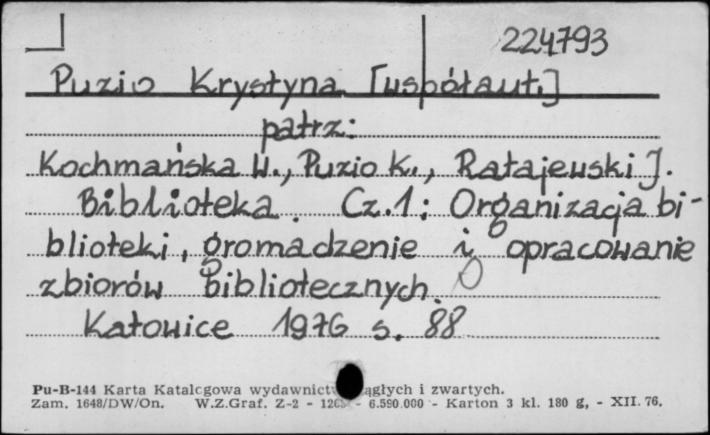 224793
Puzio Krystyna [współaut.]
patrz:
Kochmańska W., Puzio K., Ratajewski J.
Biblioteka. Cz.1: Organizacja bi-
blioteki, gromadzenie i opracowanie
zbiorów bibliotecznych.
Katowice 1976 s. 88
Pu-B-144 Karta Katalogowa wydawnictw ciągłych i zwartych.
Zam. 1648/DW/On. W.Z.Graf. Z-2 - - 6.590.000 - Karton 3 kl. 180 g, - XII. 76.